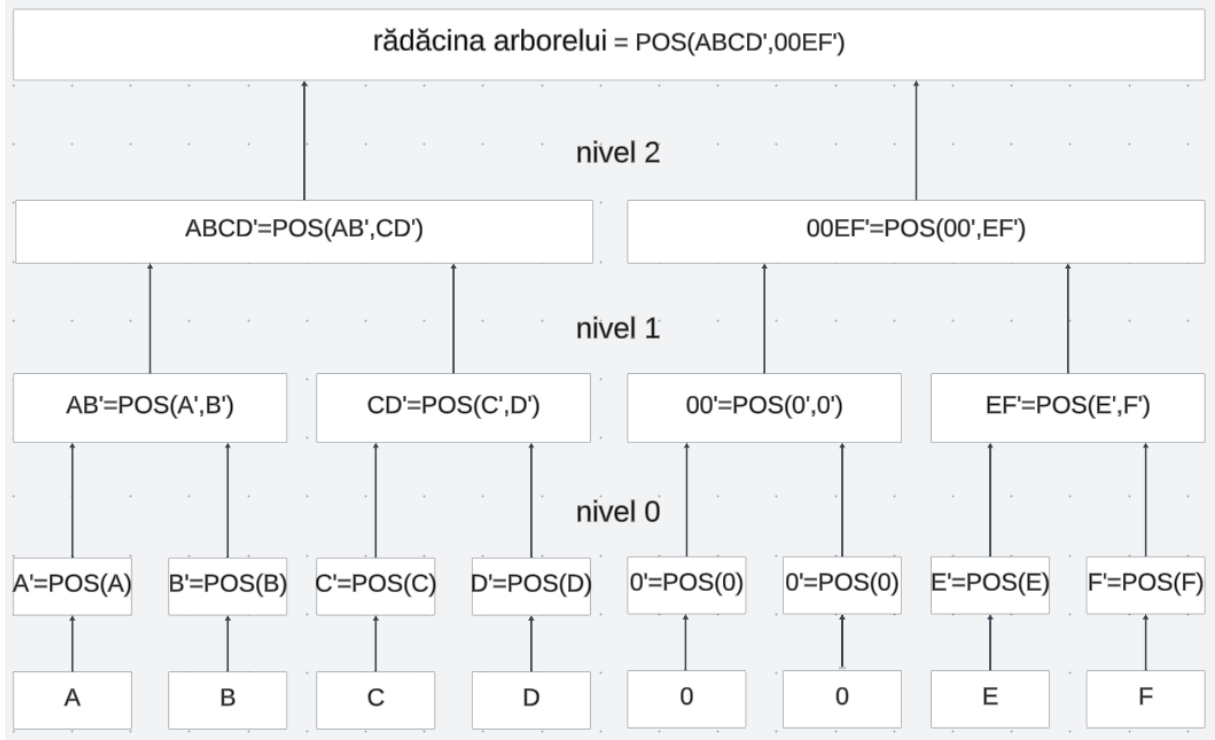 rădăcina arborelui = POS(ABCD',00EF')
nivel 2
ABCD'=POS(AB',CD') 00EF'=POS(00',EF')
nivel 1
AB'=POS(A',B') CD'=POS(C',D') 00'=POS(0',0') EF'=POS(E',F')
nivel 0
A'=POS(A) B'=POS(B) C'=POS(C) D'=POS(D) 0'=POS(0) 0'=POS(0) E'=POS(E) F'=POS(F)
A B C D 0 0 E F